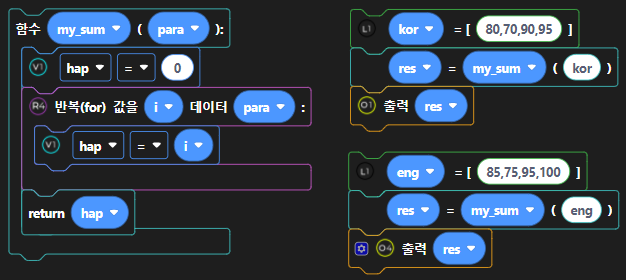 함수 my_sum ( para ):
V1 hap = 0
R4 반복(for) 값을 i 데이터 para :
V1 hap = i
return hap
L1 kor = [ 80,70,90,95 ]
res = my_sum ( kor )
O1 출력 res
L1 eng = [ 85,75,95,100 ]
res = my_sum ( eng )
O4 출력 res